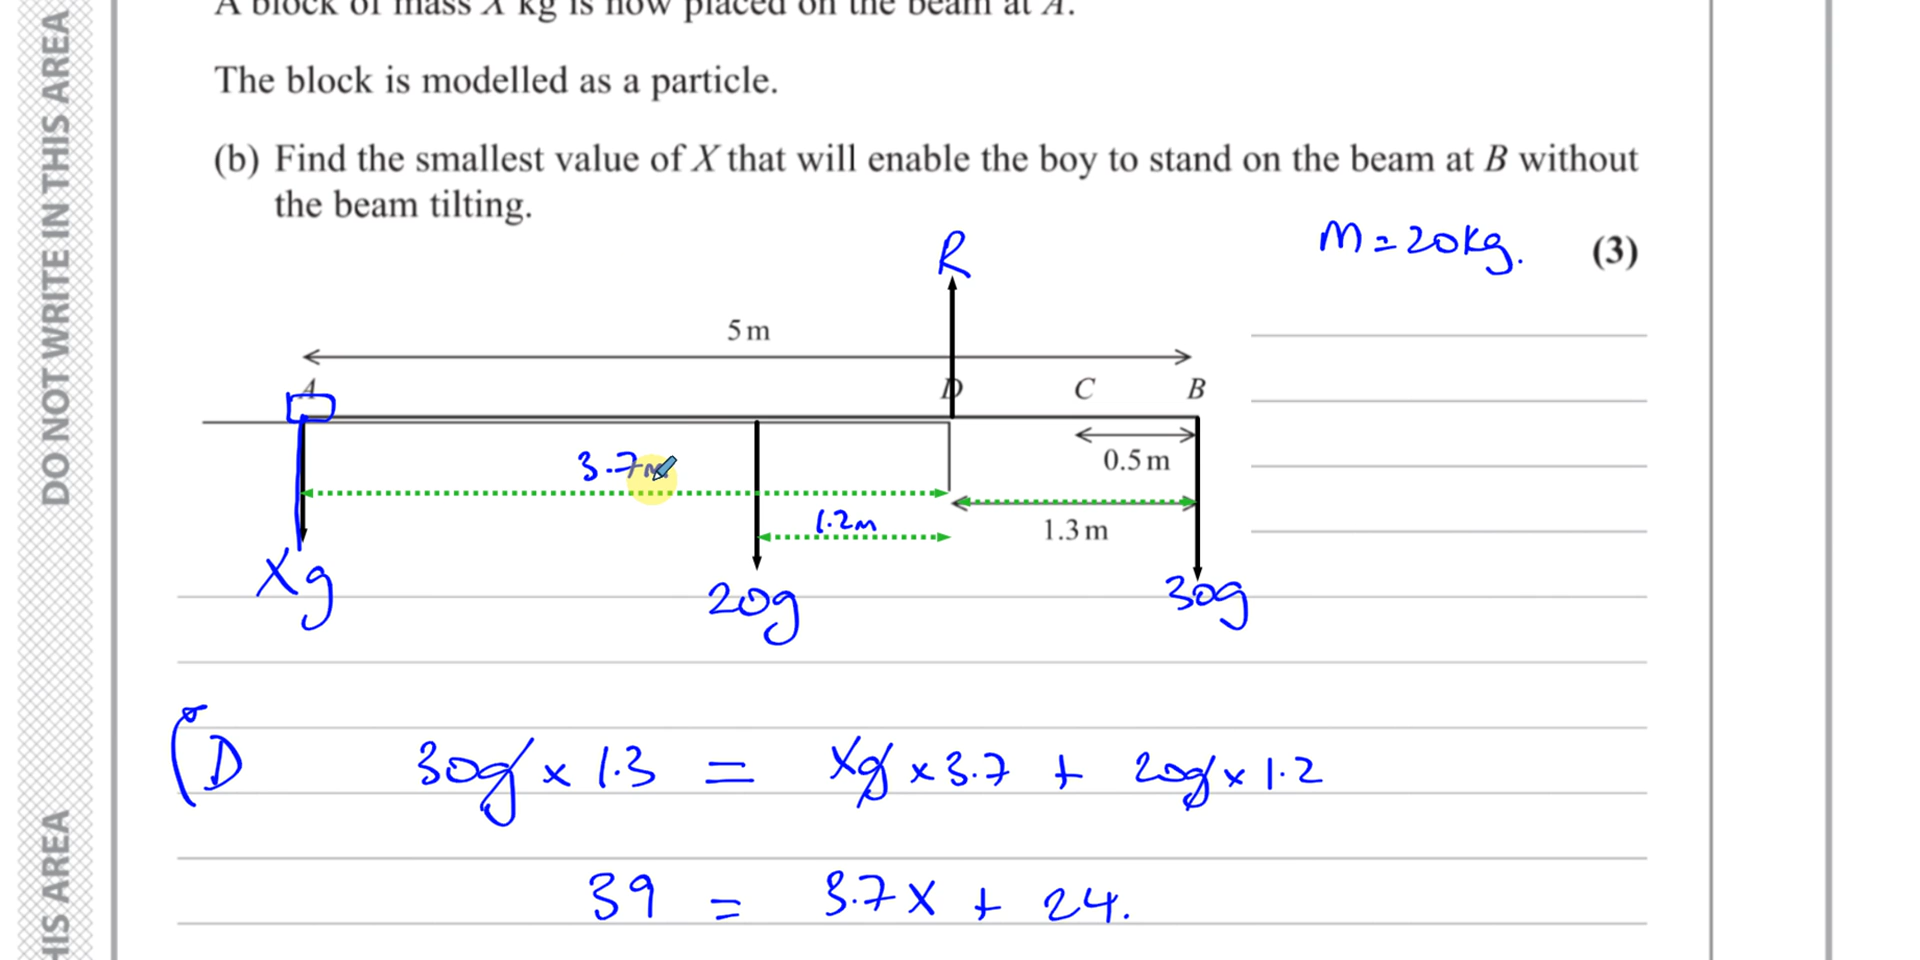 A block of mass X kg is now placed on the beam at A.
The block is modelled as a particle.
(b) Find the smallest value of X that will enable the boy to stand on the beam at B without
the beam tilting.
M = 20kg.
(3)
R
5 m
A
D
C
B
3.7m
0.5 m
1.2m
1.3 m
Xg
20g
30g
D 30g × 1.3 = Xg × 3.7 + 20g × 1.2
39 = 3.7X + 24.
DO NOT WRITE IN THIS AREA
HIS AREA